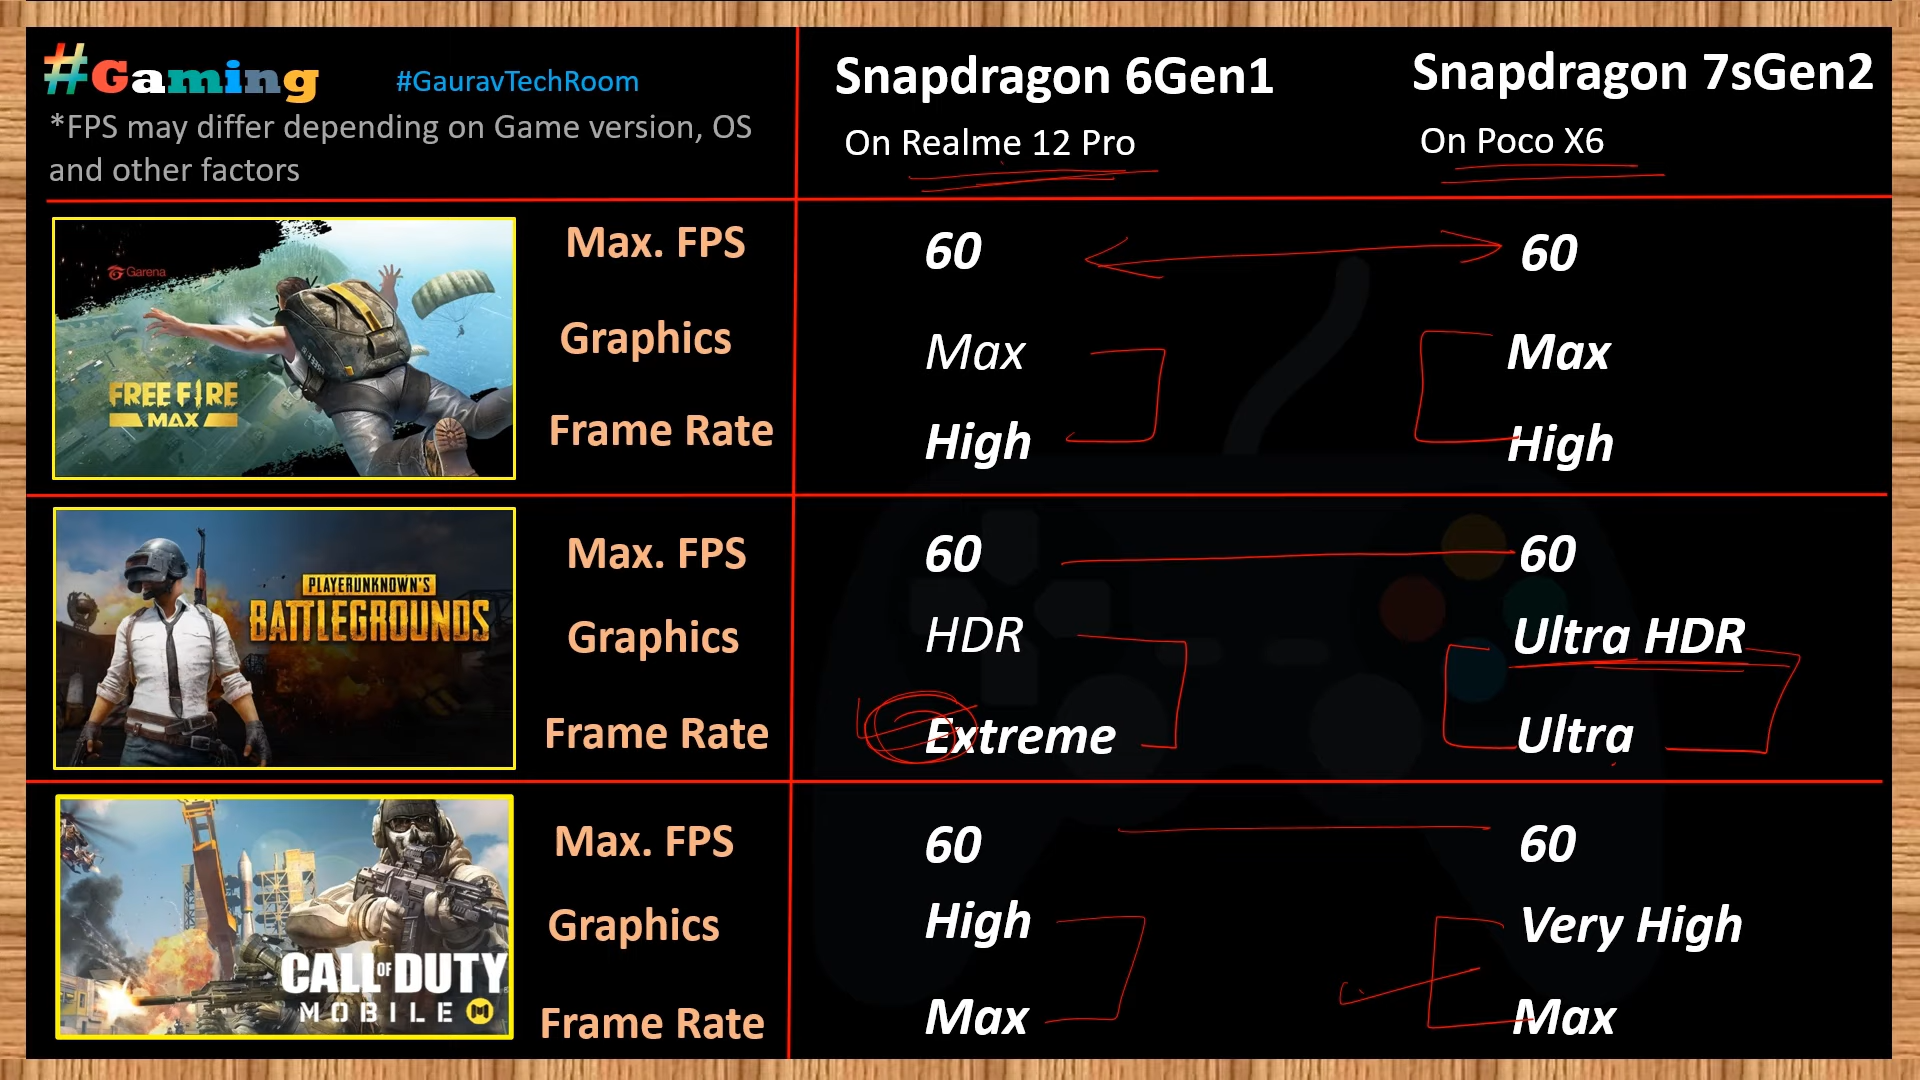 #Gaming #GauravTechRoom
*FPS may differ depending on Game version, OS
and other factors
Snapdragon 6Gen1
On Realme 12 Pro
Snapdragon 7sGen2
On Poco X6
Garena
FREE FIRE
MAX
Max. FPS 60 60
Graphics Max Max
Frame Rate High High
PLAYERUNKNOWN'S
BATTLEGROUNDS
Max. FPS 60 60
Graphics HDR Ultra HDR
Frame Rate Extreme Ultra
CALL OF DUTY
MOBILE
Max. FPS 60 60
Graphics High Very High
Frame Rate Max Max